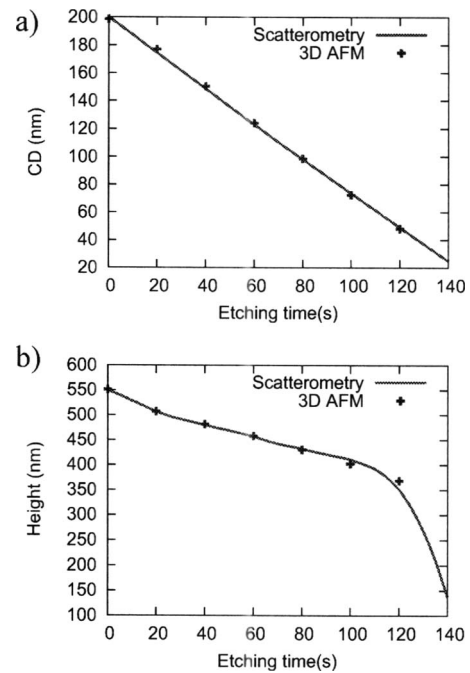 a)
200
180
160
140
120
100
80
60
40
20
CD (nm)
Scatterometry
3D AFM
0 20 40 60 80 100 120 140
Etching time(s)
b)
600
550
500
450
400
350
300
250
200
150
100
Height (nm)
Scatterometry
3D AFM
0 20 40 60 80 100 120 140
Etching time(s)